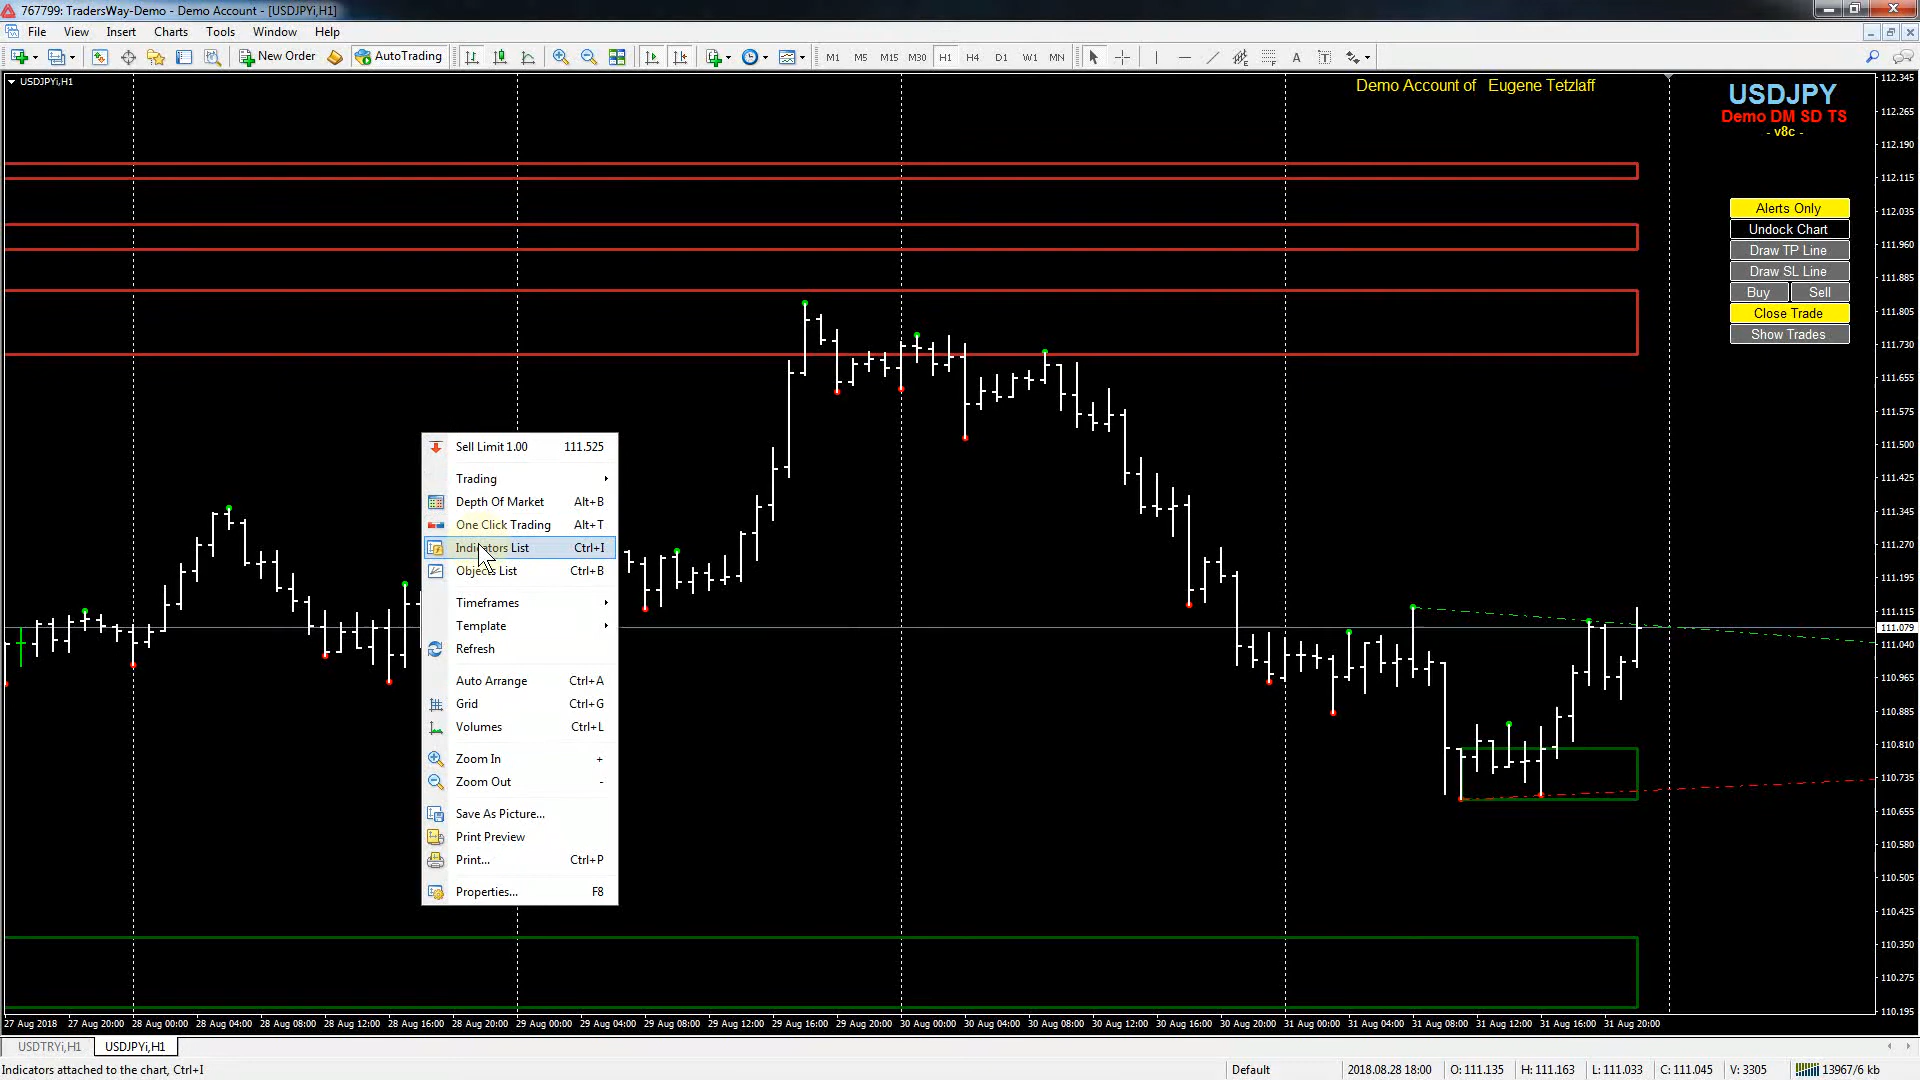 767799: TradersWay-Demo - Demo Account - [USDJPYi,H1]
File View Insert Charts Tools Window Help
New Order AutoTrading M1 M5 M15 M30 H1 H4 D1 W1 MN A T
USDJPYi,H1
Demo Account of Eugene Tetzlaff
USDJPY
Demo DM SD TS
- v8c -
Alerts Only
Undock Chart
Draw TP Line
Draw SL Line
Buy Sell
Close Trade
Show Trades
Sell Limit 1.00 111.525
Trading
Depth Of Market Alt+B
One Click Trading Alt+T
Indicators List Ctrl+I
Objects List Ctrl+B
Timeframes
Template
Refresh
Auto Arrange Ctrl+A
Grid Ctrl+G
Volumes Ctrl+L
Zoom In +
Zoom Out -
Save As Picture...
Print Preview
Print... Ctrl+P
Properties... F8
112.345
112.265
112.190
112.115
112.035
111.960
111.885
111.805
111.730
111.655
111.575
111.500
111.425
111.345
111.270
111.195
111.115
111.079
111.040
110.965
110.885
110.810
110.735
110.655
110.580
110.505
110.425
110.350
110.275
110.195
27 Aug 2018 27 Aug 20:00 28 Aug 00:00 28 Aug 04:00 28 Aug 08:00 28 Aug 12:00 28 Aug 16:00 28 Aug 20:00 29 Aug 00:00 29 Aug 04:00 29 Aug 08:00 29 Aug 12:00 29 Aug 16:00 29 Aug 20:00 30 Aug 00:00 30 Aug 04:00 30 Aug 08:00 30 Aug 12:00 30 Aug 16:00 30 Aug 20:00 31 Aug 00:00 31 Aug 04:00 31 Aug 08:00 31 Aug 12:00 31 Aug 16:00 31 Aug 20:00
USDTRYi,H1 USDJPYi,H1
Indicators attached to the chart, Ctrl+I Default 2018.08.28 18:00 O: 111.135 H: 111.163 L: 111.033 C: 111.045 V: 3305 13967/6 kb